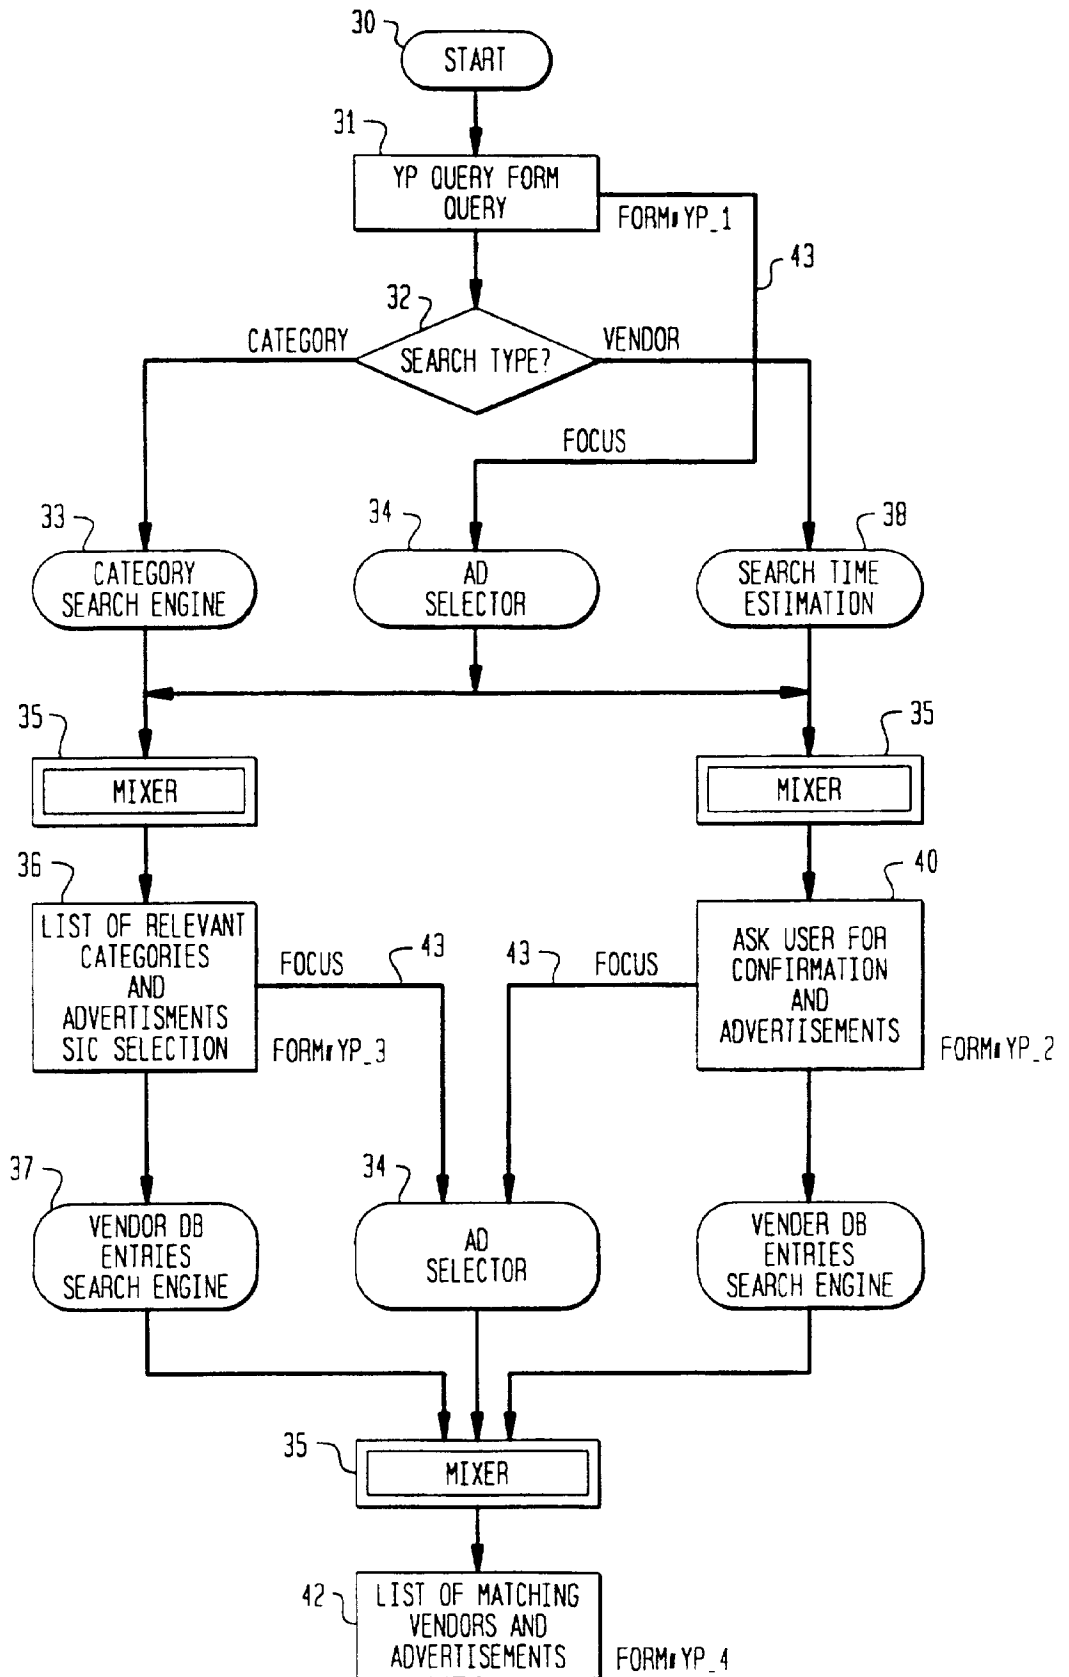 30
START
31
YP QUERY FORM
QUERY
FORM#YP_1
43
32
CATEGORY
SEARCH TYPE?
VENDOR
FOCUS
33
CATEGORY
SEARCH ENGINE
34
AD
SELECTOR
38
SEARCH TIME
ESTIMATION
35
MIXER
35
MIXER
36
LIST OF RELEVANT
CATEGORIES
AND
ADVERTISMENTS
SIC SELECTION
FOCUS
43
FORM#YP_3
43
FOCUS
40
ASK USER FOR
CONFIRMATION
AND
ADVERTISEMENTS
FORM#YP_2
37
VENDOR DB
ENTRIES
SEARCH ENGINE
34
AD
SELECTOR
VENDER DB
ENTRIES
SEARCH ENGINE
35
MIXER
42
LIST OF MATCHING
VENDORS AND
ADVERTISEMENTS
FORM#YP_4